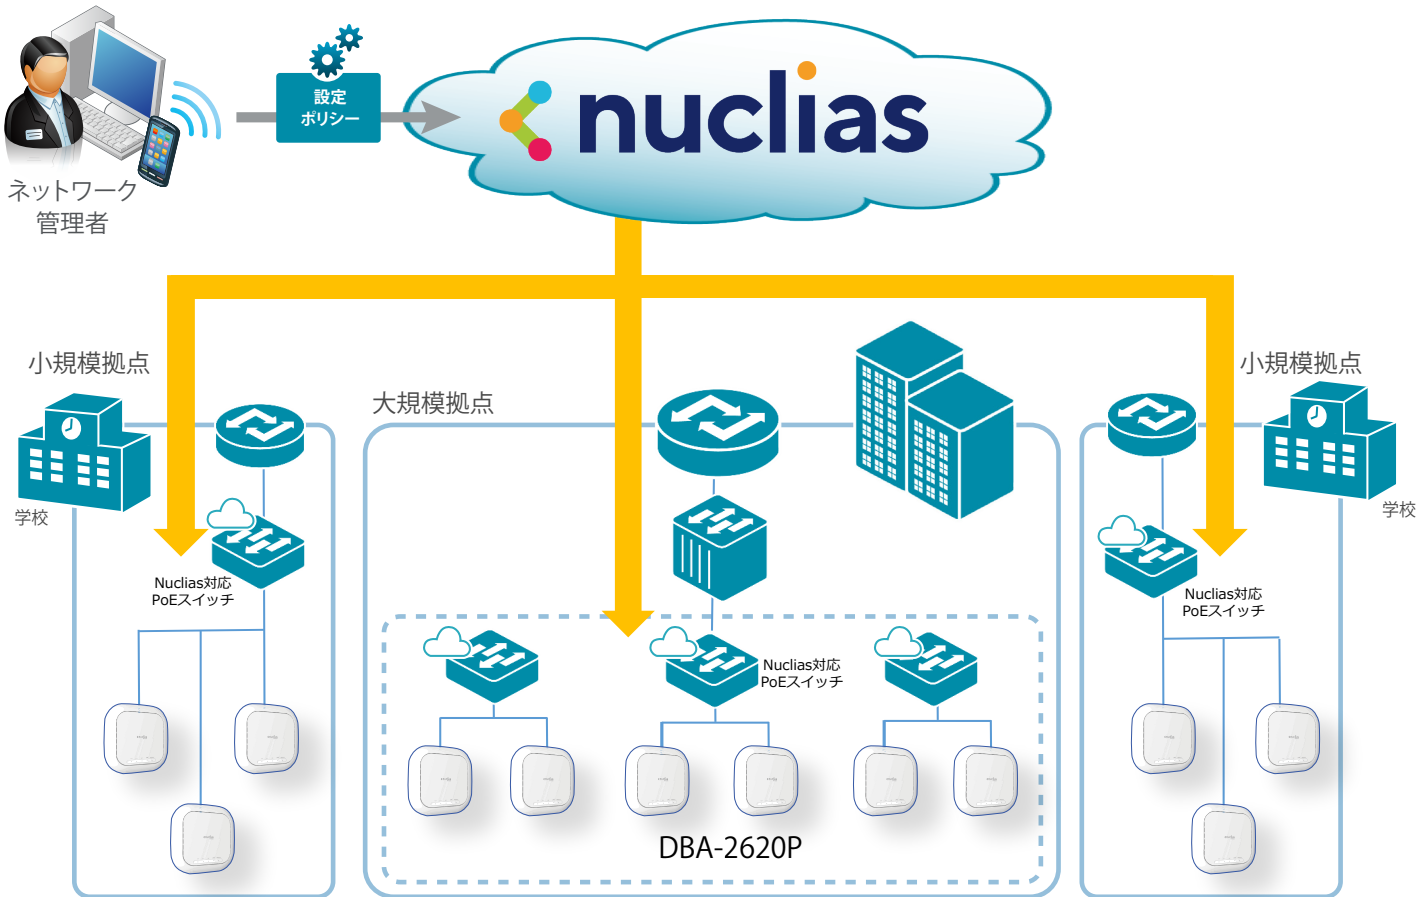 設定
ポリシー
nuclias
ネットワーク
管理者
小規模拠点
大規模拠点
小規模拠点
学校
学校
Nuclias対応
PoEスイッチ
Nuclias対応
PoEスイッチ
Nuclias対応
PoEスイッチ
DBA-2620P